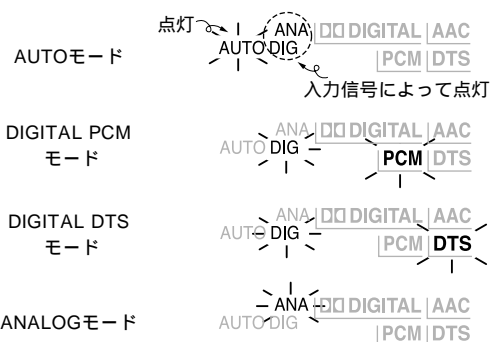 点灯
AUTOモード
ANA DD DIGITAL AAC
AUTO DIG PCM DTS
入力信号によって点灯
DIGITAL PCM
モード
ANA DD DIGITAL AAC
AUTO DIG PCM DTS
DIGITAL DTS
モード
ANA DD DIGITAL AAC
AUTO DIG PCM DTS
ANALOGモード
ANA DD DIGITAL AAC
AUTO DIG PCM DTS